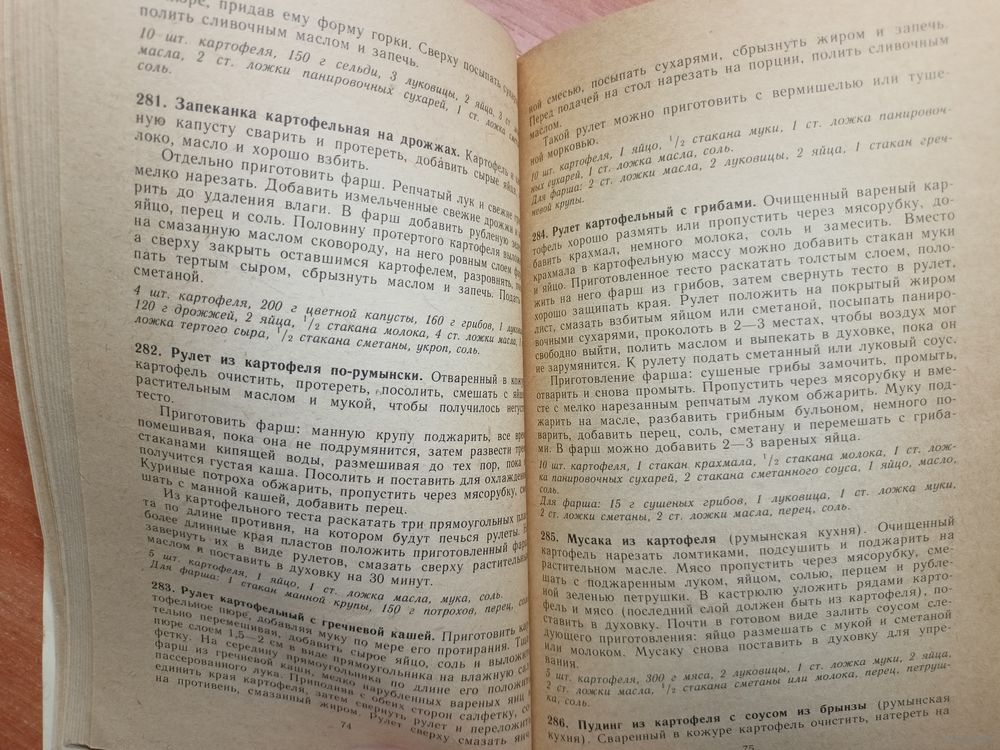 пюре, придав ему форму горки. Сверху посыпать
полить сливочным маслом и запечь.
10 шт. картофеля, 150 г сельди, 3 луковицы, 2 яйца, 3 ст.
масла, 2 ст. ложки панировочных сухарей, 1 ст. ложка
соль.
281. Запеканка картофельная на дрожжах. Картофель и
ную капусту сварить и протереть, добавить сырые яйца
локо, масло и хорошо взбить.
Отдельно приготовить фарш. Репчатый лук и свежие
мелко нарезать. Добавить измельченные свежие дрожжи и
рить до удаления влаги. В фарш добавить рубленую
яйцо, перец и соль. Половину протертого картофеля
на смазанную маслом сковороду, на него ровным слоем
а сверху закрыть оставшимся картофелем, разровнять,
пать тертым сыром, сбрызнуть маслом и запечь. Подать
сметаной.
4 шт. картофеля, 200 г цветной капусты, 160 г грибов, 1
120 г дрожжей, 2 яйца, 1/2 стакана молока, 4 ст. ложки масла,
ложка тертого сыра, 1/2 стакана сметаны, укроп, соль.
282. Рулет из картофеля по-румынски. Отваренный в
картофель очистить, протереть, посолить, смешать с
растительным маслом и мукой, чтобы получилось
тесто.
Приготовить фарш: манную крупу поджарить, все
помешивая, пока она не подрумянится, затем развести
стаканами кипящей воды, размешивая до тех пор, пока
получится густая каша. Посолить и поставить для
Куриные потроха обжарить, пропустить через мясорубку,
шать с манной кашей, добавить перец.
Из картофельного теста раскатать три прямоугольных
та по длине противня, на котором будут печься рулеты.
более длинные края пластов положить приготовленный
завернуть их в виде рулетов, смазать сверху
маслом и поставить в духовку на 30 минут.
5 шт. картофеля, 1 яйцо, 1 ст. ложка масла, мука, соль.
Для фарша: 1 стакан манной крупы, 150 г потрохов, перец,
283. Рулет картофельный с гречневой кашей. Приготовить
тофельное пюре, добавляя муку по мере его протирания.
тельно перемешивая, добавить сырое яйцо, соль и
пюре слоем 1,5—2 см в виде прямоугольника на влажную
фетку. На середину прямоугольника по длине его положить
фарш из гречневой каши, мелко нарубленных вареных яиц
пассерованного лука. Приподняв с обеих сторон салфетку,
единить края картофеля, затем свернуть рулет и переложить
на противень, смазанный жиром. Рулет сверху смазать
74
ной смесью, посыпать сухарями, сбрызнуть жиром и запечь.
Перед подачей на стол нарезать на порции, полить сливочным
маслом.
Такой рулет можно приготовить с вермишелью или туше-
ной морковью.
10 шт. картофеля, 1 яйцо, 1/2 стакана муки, 1 ст. ложка панировоч-
ных сухарей, 1 ст. ложка масла, соль.
Для фарша: 2 ст. ложки масла, 2 луковицы, 2 яйца, 1 стакан греч-
невой крупы.
284. Рулет картофельный с грибами. Очищенный вареный кар-
тофель хорошо размять или пропустить через мясорубку, до-
бавить крахмал, немного молока, соль и замесить. Вместо
крахмала в картофельную массу можно добавить стакан муки
и яйцо. Приготовленное тесто раскатать толстым слоем, поло-
жить на него фарш из грибов, затем свернуть тесто в рулет,
хорошо защипать края. Рулет положить на покрытый жиром
лист, смазать взбитым яйцом или сметаной, посыпать паниро-
вочными сухарями, проколоть в 2—3 местах, чтобы воздух мог
свободно выйти, полить маслом и выпекать в духовке, пока он
не зарумянится. К рулету подать сметанный или луковый соус.
Приготовление фарша: сушеные грибы замочить, промыть,
отварить и снова промыть. Пропустить через мясорубку и вме-
сте с мелко нарезанным репчатым луком обжарить. Муку под-
жарить на масле, разбавить грибным бульоном, немного по-
варить, добавить перец, соль, сметану и перемешать с гриба-
ми. В фарш можно добавить 2—3 вареных яйца.
10 шт. картофеля, 1 стакан крахмала, 1/2 стакана молока, 1 ст. лож-
ка панировочных сухарей, 2 стакана сметанного соуса, 1 яйцо, масло,
соль.
Для фарша: 15 г сушеных грибов, 1 луковица, 1 ст. ложка муки,
2 ст. ложки сметаны, 2 ст. ложки масла, перец, соль.
285. Мусака из картофеля (румынская кухня). Очищенный
картофель нарезать ломтиками, подсушить и поджарить на
растительном масле. Мясо пропустить через мясорубку, сме-
шать с поджаренным луком, яйцом, солью, перцем и рубле-
ной зеленью петрушки. В кастрюлю уложить рядами карто-
фель и мясо (последний слой должен быть из картофеля), по-
ставить в духовку. Почти в готовом виде залить соусом сле-
дующего приготовления: яйцо размешать с мукой и сметаной
или молоком. Мусаку снова поставить в духовку для упре-
вания.
5 шт. картофеля, 300 г мяса, 2 луковицы, 1 ст. ложка муки, 2 яйца,
2 ст. ложки масла, 1/2 стакана сметаны или молока, перец, петруш-
ка, соль.
286. Пудинг из картофеля с соусом из брынзы (румынская
кухня). Сваренный в кожуре картофель очистить, натереть на
75